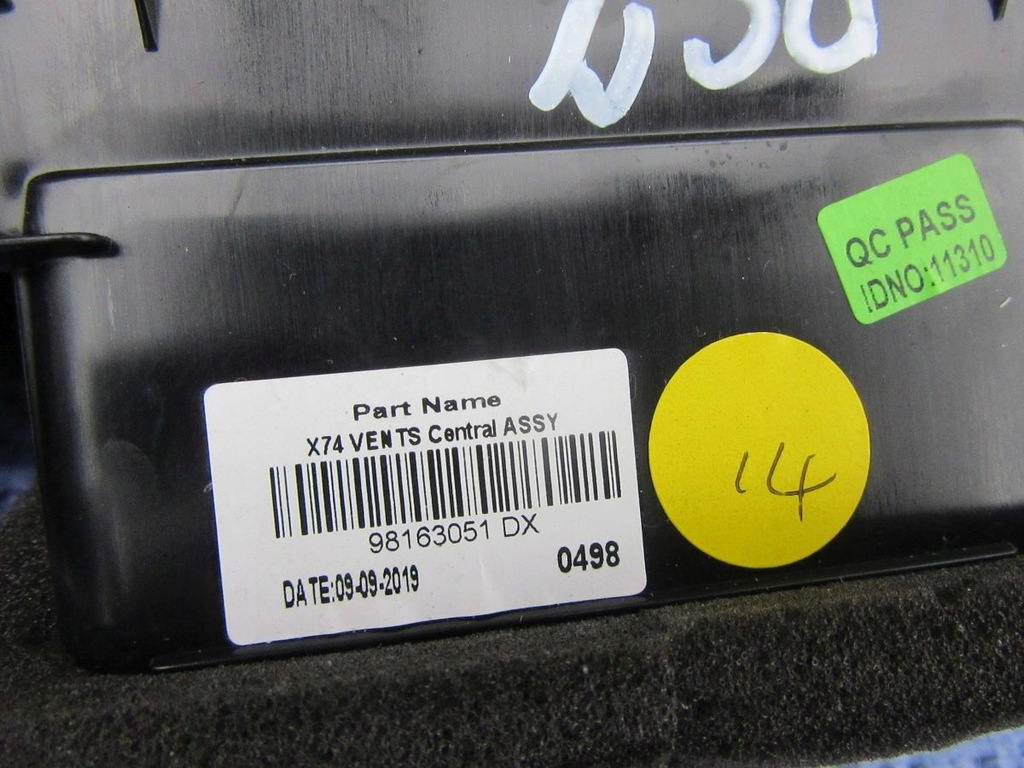 QC PASS
IDNO:11310
Part Name
X74 VENTS Central ASSY
98163051 DX
0498
DATE:09-09-2019
14